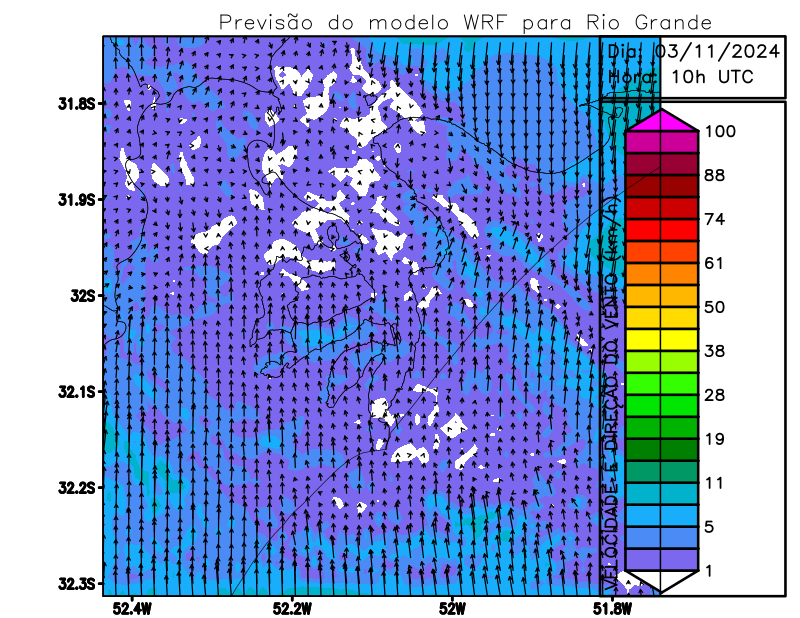 Previsão do modelo WRF para Rio Grande
Dia: 03/11/2024
Hora: 10h UTC
VELOCIDADE E DIREÇÃO DO VENTO (km/h)
100
88
74
61
50
38
28
19
11
5
1
31.8S
31.9S
32S
32.1S
32.2S
32.3S
52.4W
52.2W
52W
51.8W